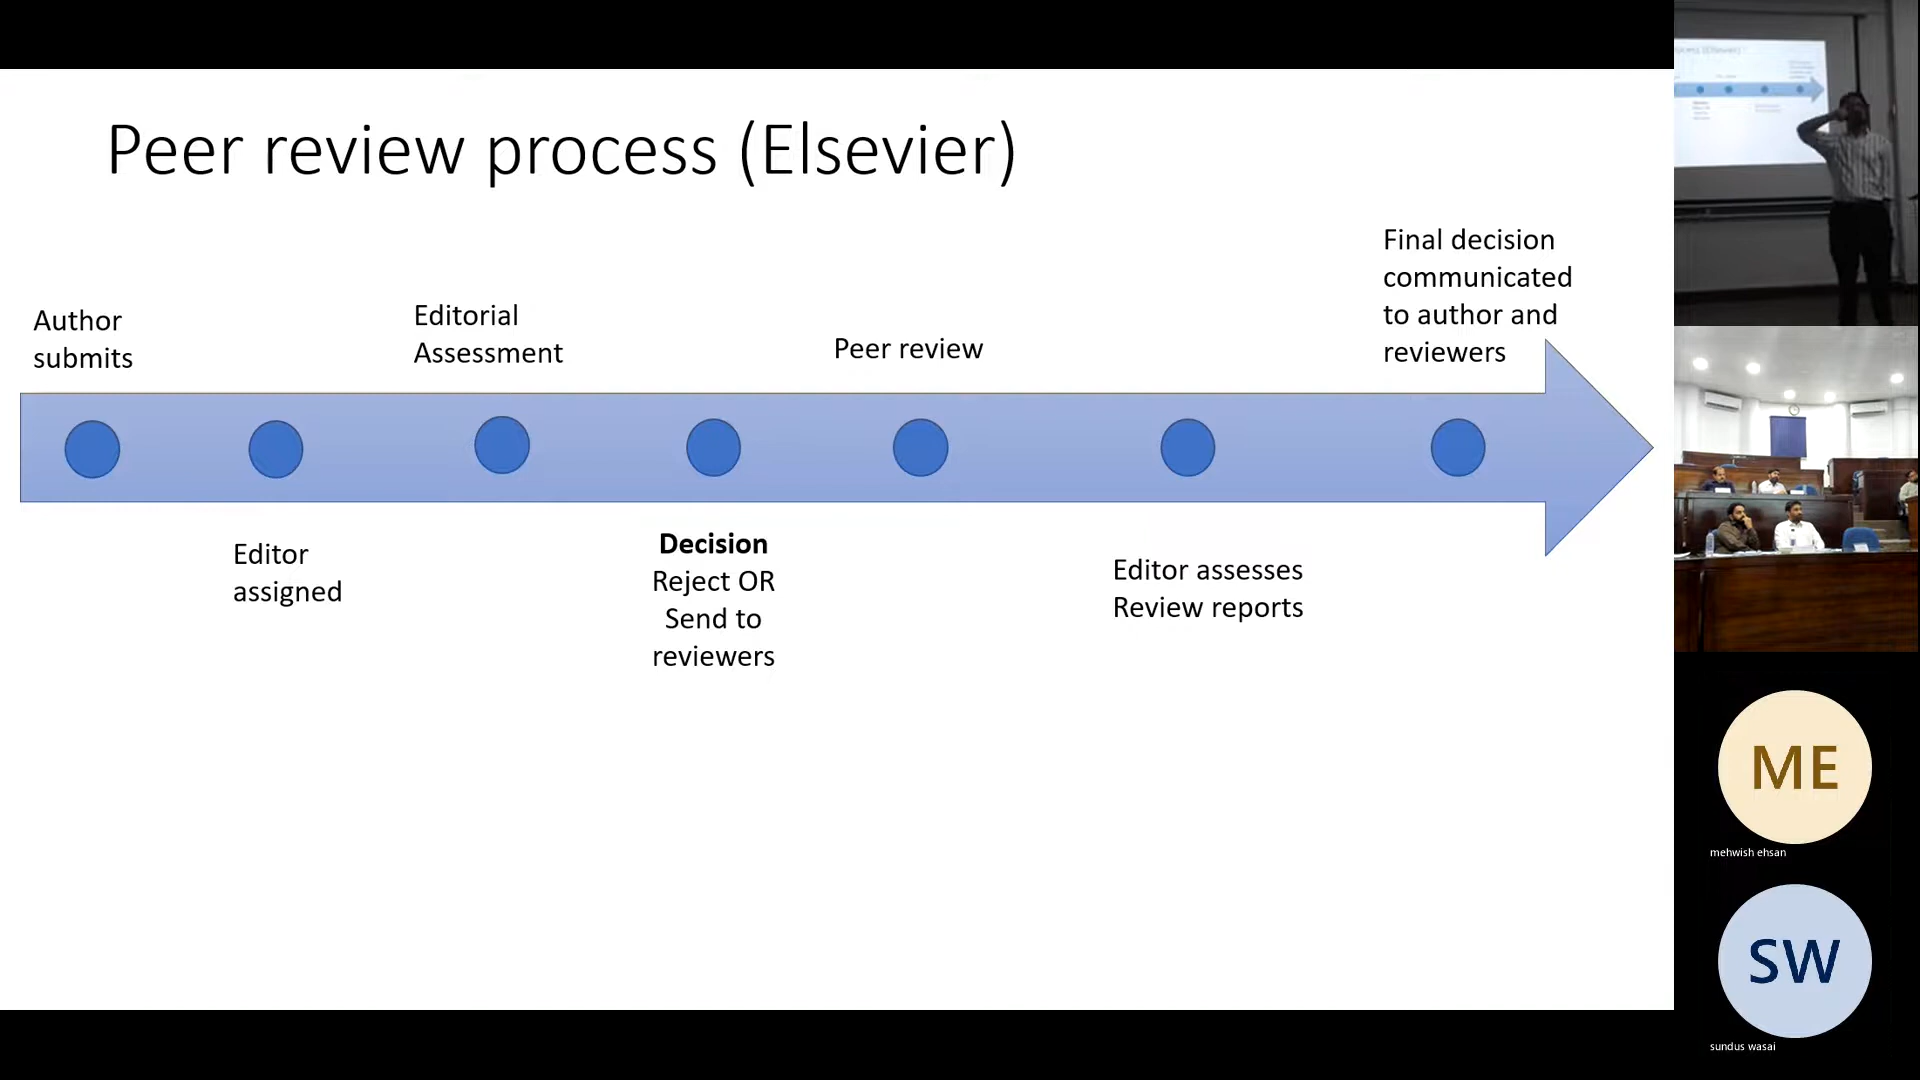 Peer review process (Elsevier)
Author
submits
Editor
assigned
Editorial
Assessment
Decision
Reject OR
Send to
reviewers
Peer review
Editor assesses
Review reports
Final decision
communicated
to author and
reviewers
ME
mehwish ehsan
SW
sundus wasai